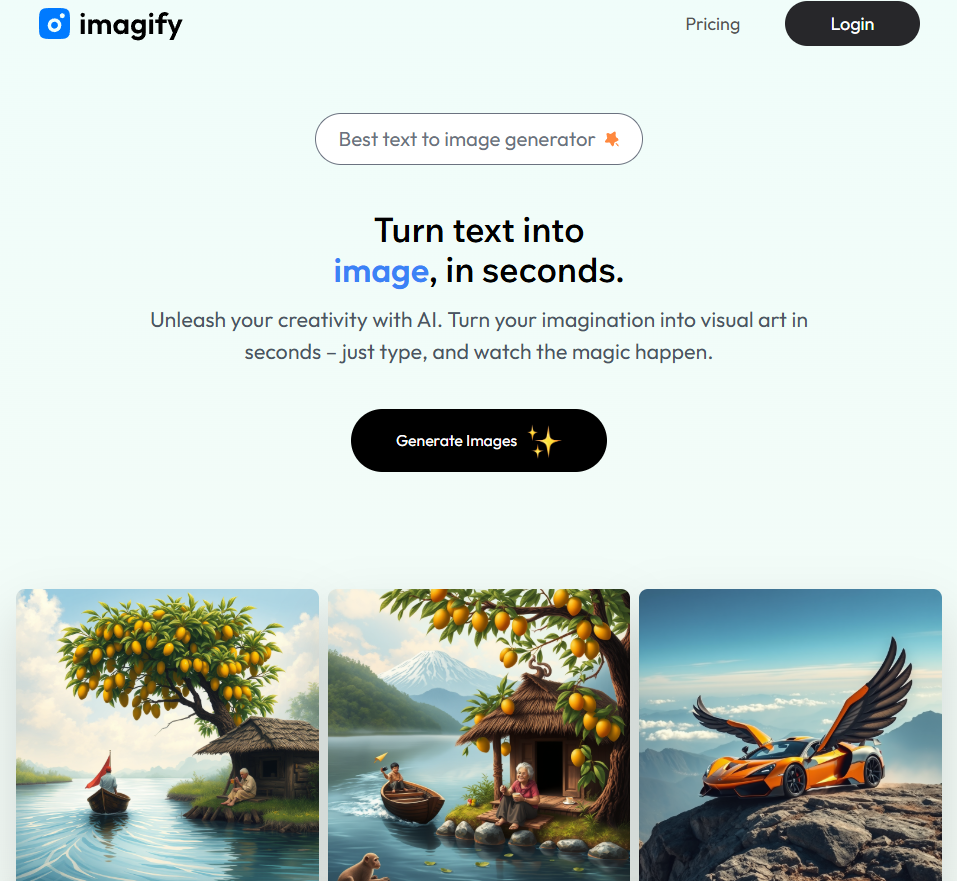 imagify
Pricing
Login
Best text to image generator
Turn text into
image, in seconds.
Unleash your creativity with AI. Turn your imagination into visual art in
seconds – just type, and watch the magic happen.
Generate Images